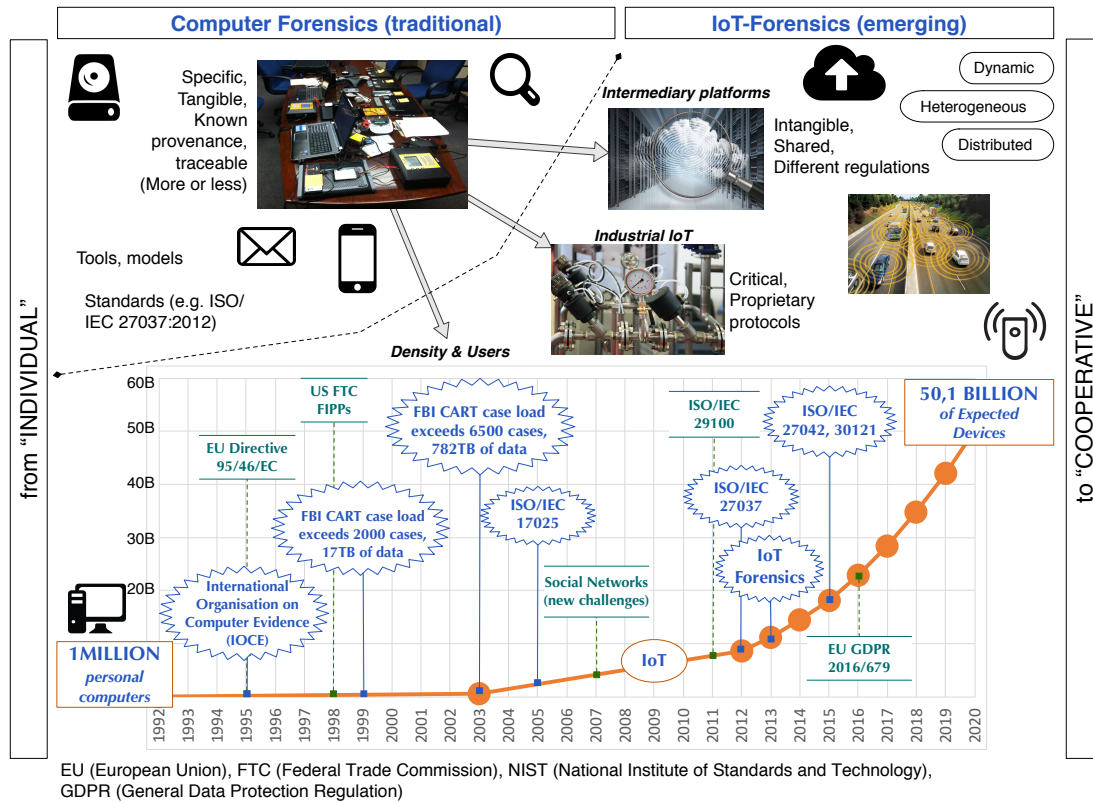 Computer Forensics (traditional)
IoT-Forensics (emerging)
from “INDIVIDUAL”
to “COOPERATIVE”
Specific,
Tangible,
Known
provenance,
traceable
(More or less)
Intermediary platforms
Intangible,
Shared,
Different regulations
Dynamic
Heterogeneous
Distributed
Tools, models
Standards (e.g. ISO/
IEC 27037:2012)
Industrial IoT
Critical,
Proprietary
protocols
Density & Users
60B
50B
40B
30B
20B
EU Directive
95/46/EC
US FTC
FIPPs
FBI CART case load
exceeds 6500 cases,
782TB of data
FBI CART case load
exceeds 2000 cases,
17TB of data
ISO/IEC
17025
International
Organisation on
Computer Evidence
(IOCE)
Social Networks
(new challenges)
ISO/IEC
29100
ISO/IEC
27037
ISO/IEC
27042, 30121
IoT
Forensics
50,1 BILLION
of Expected
Devices
1MILLION
personal
computers
IoT
EU GDPR
2016/679
1992
1993
1995
1998
1999
2000
2002
2003
2004
2005
2006
2007
2008
2009
2010
2011
2012
2013
2014
2015
2016
2017
2018
2019
2020
EU (European Union), FTC (Federal Trade Commission), NIST (National Institute of Standards and Technology),
GDPR (General Data Protection Regulation)